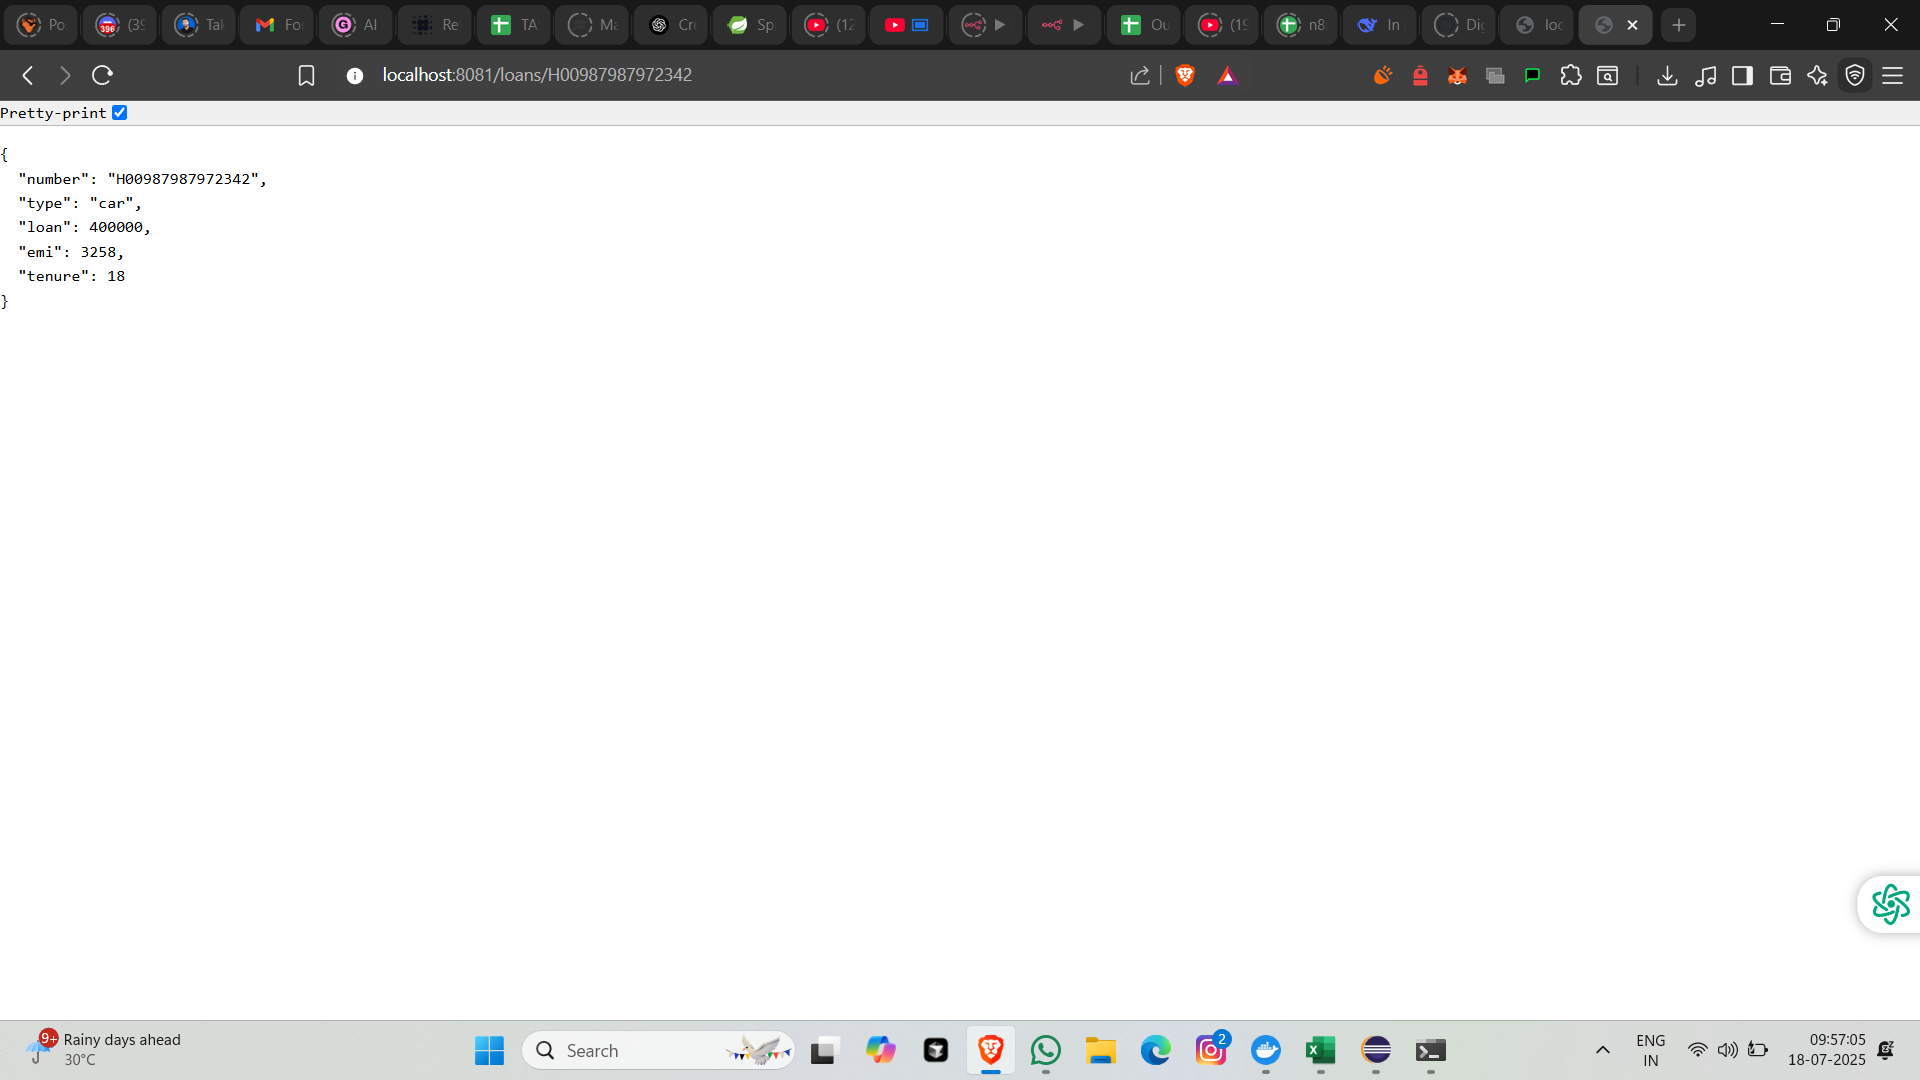 Po
396
(39
Tak
Fo
G
AI
Re
TA
Ma
Cr
Sp
(12
Ou
(19
n8
In
Di
loc
localhost:8081/loans/H00987987972342
Pretty-print
{
"number": "H00987987972342",
"type": "car",
"loan": 400000,
"emi": 3258,
"tenure": 18
}
9+
Rainy days ahead
30°C
Search
2
ENG
IN
09:57:05
18-07-2025